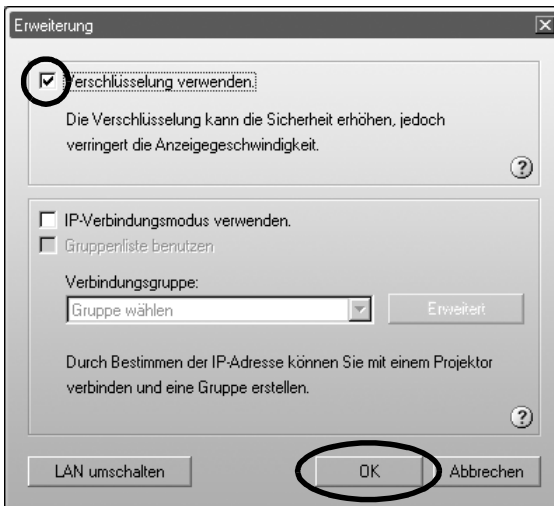 Erweiterung
Verschlüsselung verwenden.
Die Verschlüsselung kann die Sicherheit erhöhen, jedoch
verringert die Anzeigegeschwindigkeit.
?
IP-Verbindungsmodus verwenden.
Gruppenliste benutzen
Verbindungsgruppe:
Gruppe wählen
Erweitert
Durch Bestimmen der IP-Adresse können Sie mit einem Projektor
verbinden und eine Gruppe erstellen.
?
LAN umschalten
OK
Abbrechen